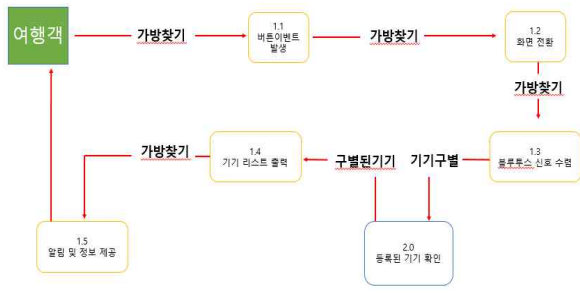 여행객
가방찾기
1.1
버튼이벤트
발생
가방찾기
1.2
화면 전환
가방찾기
1.3
블루투스 신호 수렴
기기구별
2.0
등록된 기기 확인
구별된기기
1.4
기기 리스트 출력
가방찾기
1.5
알림 및 정보 제공